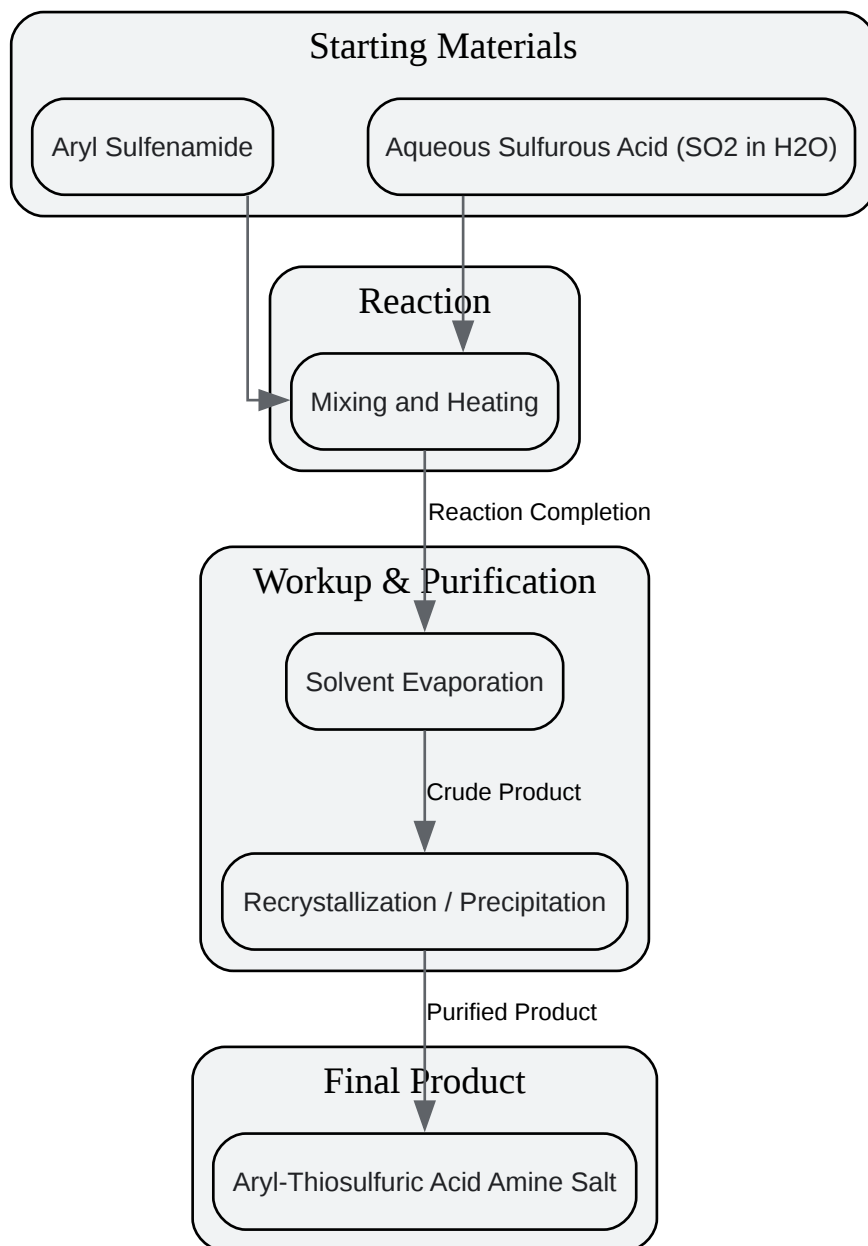 Starting Materials
Aryl Sulfenamide
Aqueous Sulfurous Acid (SO2 in H2O)
Reaction
Mixing and Heating
Reaction Completion
Workup & Purification
Solvent Evaporation
Crude Product
Recrystallization / Precipitation
Purified Product
Final Product
Aryl-Thiosulfuric Acid Amine Salt